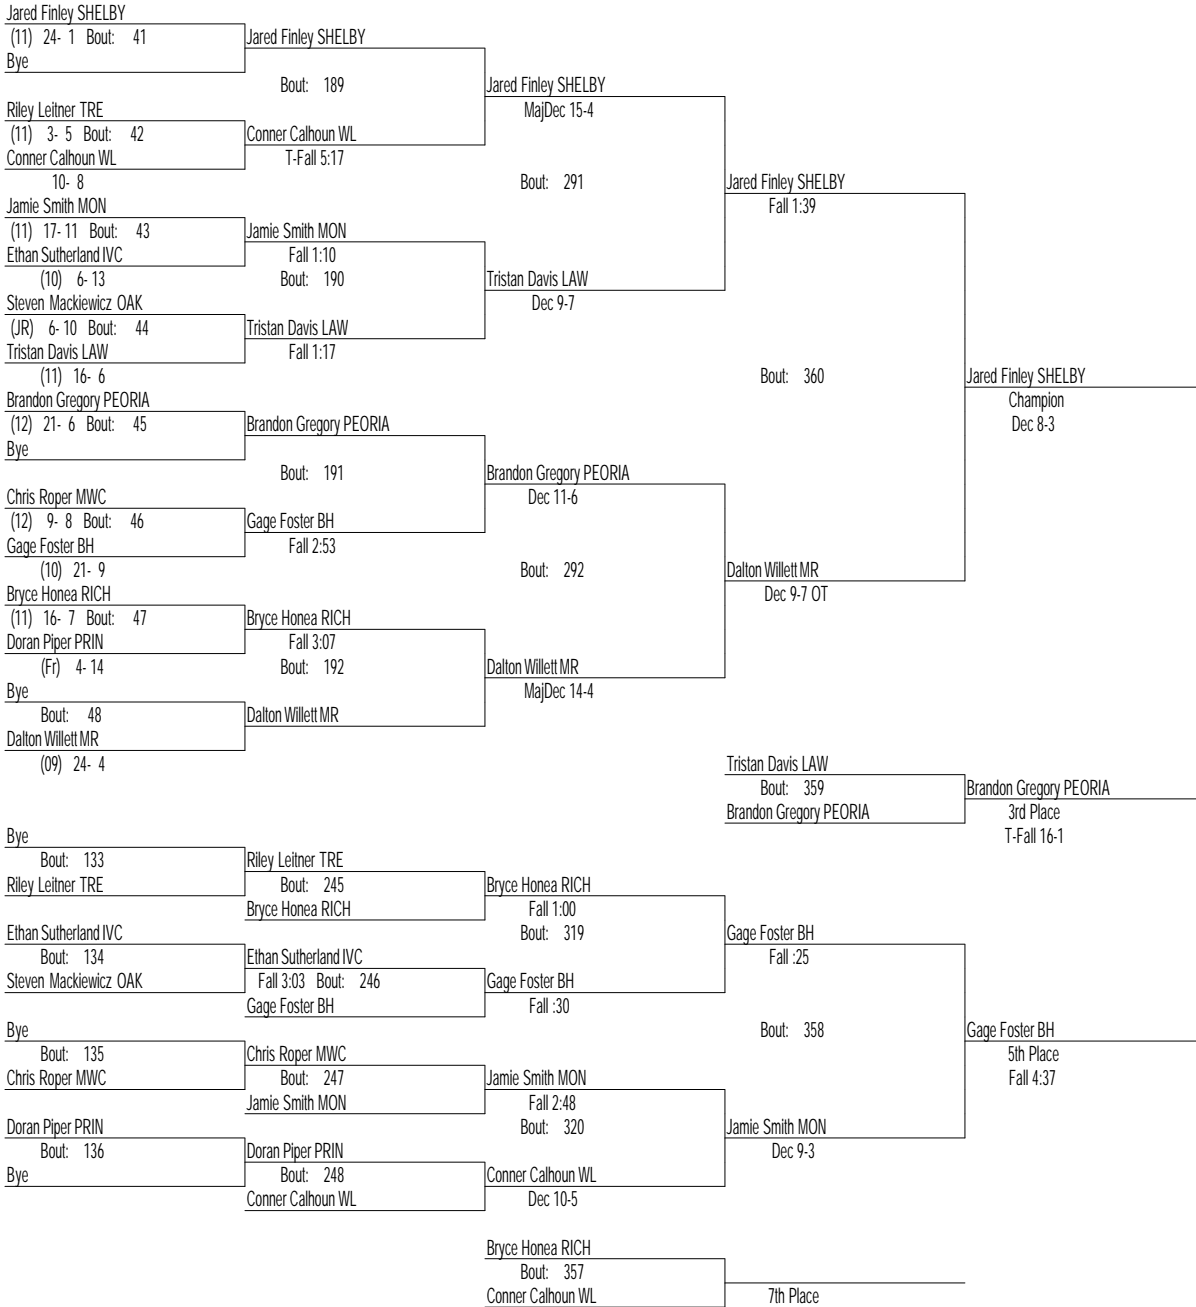 Jared Finley SHELBY
(11) 24- 1 Bout: 41
Bye
Jared Finley SHELBY
Bout: 189
Riley Leitner TRE
(11) 3- 5 Bout: 42
Conner Calhoun WL
10- 8
Conner Calhoun WL
T-Fall 5:17
Jared Finley SHELBY
MajDec 15-4
Bout: 291
Jamie Smith MON
(11) 17- 11 Bout: 43
Ethan Sutherland IVC
(10) 6- 13
Jamie Smith MON
Fall 1:10
Bout: 190
Steven Mackiewicz OAK
(JR) 6- 10 Bout: 44
Tristan Davis LAW
(11) 16- 6
Tristan Davis LAW
Fall 1:17
Tristan Davis LAW
Dec 9-7
Jared Finley SHELBY
Fall 1:39
Bout: 360
Jared Finley SHELBY
Champion
Dec 8-3
Brandon Gregory PEORIA
(12) 21- 6 Bout: 45
Bye
Brandon Gregory PEORIA
Bout: 191
Chris Roper MWC
(12) 9- 8 Bout: 46
Gage Foster BH
(10) 21- 9
Gage Foster BH
Fall 2:53
Brandon Gregory PEORIA
Dec 11-6
Bout: 292
Bryce Honea RICH
(11) 16- 7 Bout: 47
Doran Piper PRIN
(Fr) 4- 14
Bryce Honea RICH
Fall 3:07
Bout: 192
Bye
Bout: 48
Dalton Willett MR
(09) 24- 4
Dalton Willett MR
Dalton Willett MR
MajDec 14-4
Dalton Willett MR
Dec 9-7 OT
Tristan Davis LAW
Bout: 359
Brandon Gregory PEORIA
Brandon Gregory PEORIA
3rd Place
T-Fall 16-1
Bye
Bout: 133
Riley Leitner TRE
Riley Leitner TRE
Bout: 245
Bryce Honea RICH
Bryce Honea RICH
Fall 1:00
Bout: 319
Ethan Sutherland IVC
Bout: 134
Steven Mackiewicz OAK
Ethan Sutherland IVC
Fall 3:03 Bout: 246
Gage Foster BH
Gage Foster BH
Fall :30
Gage Foster BH
Fall :25
Bout: 358
Gage Foster BH
5th Place
Fall 4:37
Bye
Bout: 135
Chris Roper MWC
Chris Roper MWC
Bout: 247
Jamie Smith MON
Jamie Smith MON
Fall 2:48
Bout: 320
Doran Piper PRIN
Bout: 136
Bye
Doran Piper PRIN
Bout: 248
Conner Calhoun WL
Conner Calhoun WL
Dec 10-5
Jamie Smith MON
Dec 9-3
Bryce Honea RICH
Bout: 357
Conner Calhoun WL
7th Place